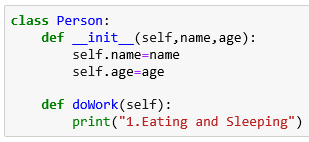 class Person:
    def __init__(self,name,age):
        self.name=name
        self.age=age
    def doWork(self):
        print("1.Eating and Sleeping")